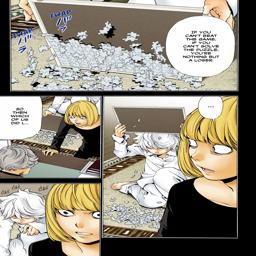 IF YOU
CAN'T BEAT
THE GAME,
IF YOU
CAN'T SOLVE
THE PUZZLE,
YOU'RE
NOTHING BUT
A LOSER.
...
SO
THEN
WHICH OF
US DID
L...